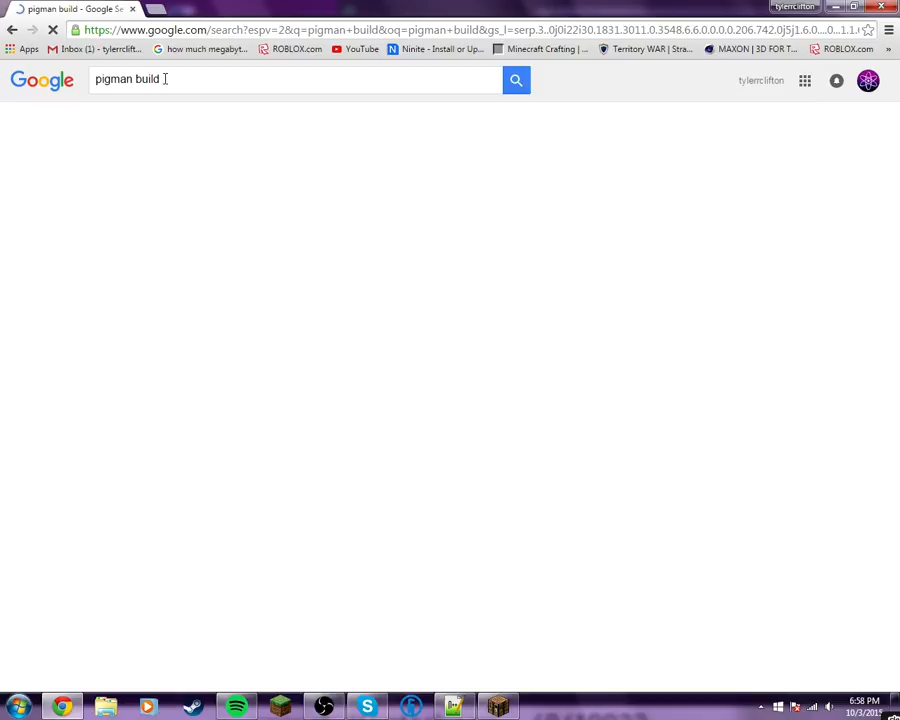 pigman build - Google Se
tylerrclifton
https://www.google.com/search?espv=2&q=pigman+build&oq=pigman+build&gs_l=serp.3..0j0i22i30.1831.3011.0.3548.6.6.0.0.0.0.206.742.0j5j1.6.0....0...1.1.
Apps
Inbox (1) - tylerrclift...
how much megabyt...
ROBLOX.com
YouTube
Ninite - Install or Up...
Minecraft Crafting | ...
Territory WAR | Stra...
MAXON | 3D FOR T...
ROBLOX.com
»
Google
pigman build
tylerrclifton
6:58 PM